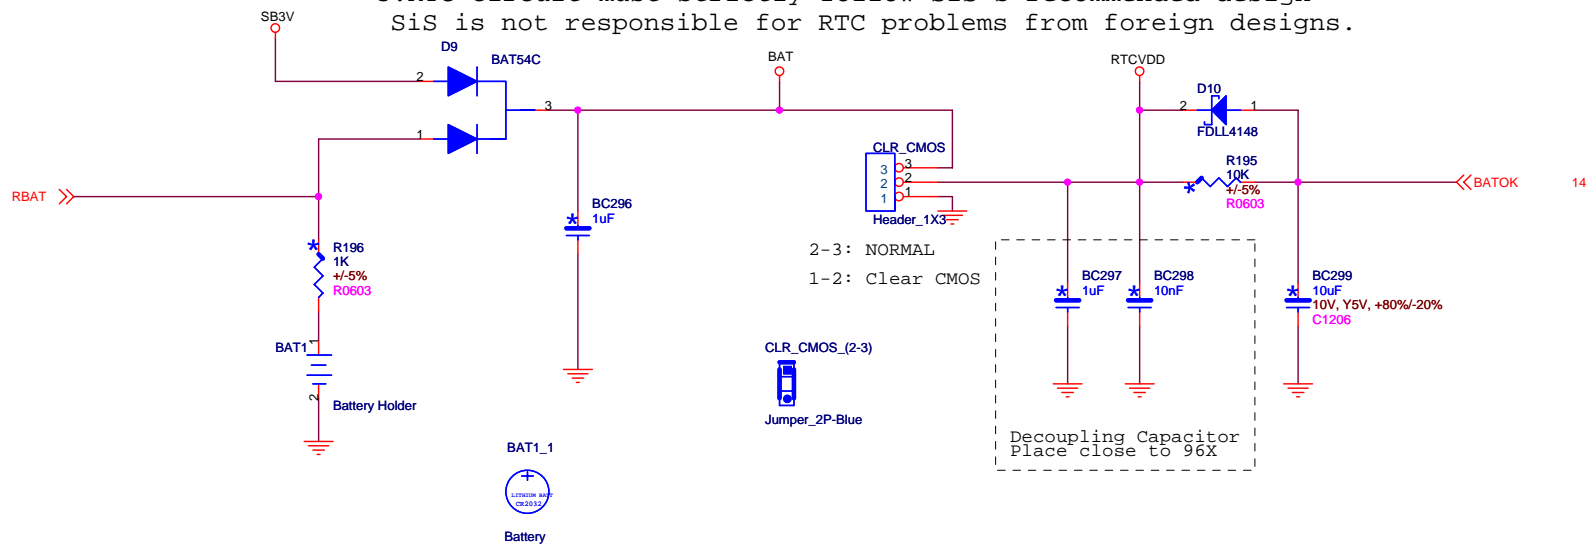 SiS is not responsible for RTC problems from foreign designs.
SB3V
D9
BAT54C
2
3
1
BAT
RTCVDD
D10
2
1
FDLL4148
CLR_CMOS
3
3
2
2
1
1
Header_1X3
R195
10K
+/-5%
R0603
RBAT
BATOK
14
BC296
1uF
R196
1K
+/-5%
R0603
2-3: NORMAL
1-2: Clear CMOS
BC297
1uF
BC298
10nF
BC299
10uF
10V, Y5V, +80%/-20%
C1206
BAT1
1
2
Battery Holder
CLR_CMOS_(2-3)
Jumper_2P-Blue
Decoupling Capacitor
Place close to 96X
BAT1_1
LITHIUM BATT
CR2032
Battery